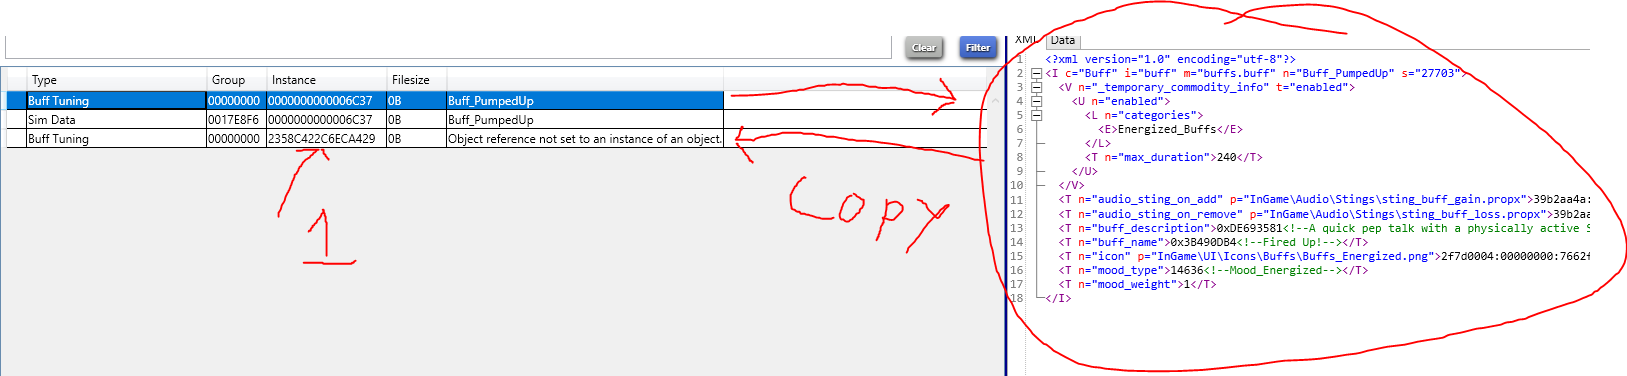 Clear Filter
XML Data
Type Group Instance Filesize
Buff Tuning 00000000 0000000000006C37 0B Buff_PumpedUp
Sim Data 0017E8F6 0000000000006C37 0B Buff_PumpedUp
Buff Tuning 00000000 2358C422C6ECA429 0B Object reference not set to an instance of an object.
1
COPY
1 <?xml version="1.0" encoding="utf-8"?>
2 <I c="Buff" i="buff" m="buffs.buff" n="Buff_PumpedUp" s="27703">
3 <V n="_temporary_commodity_info" t="enabled">
4 <U n="enabled">
5 <L n="categories">
6 <E>Energized_Buffs</E>
7 </L>
8 <T n="max_duration">240</T>
9 </U>
10 </V>
11 <T n="audio_sting_on_add" p="InGame\Audio\Stings\sting_buff_gain.propx">39b2aa4a:
12 <T n="audio_sting_on_remove" p="InGame\Audio\Stings\sting_buff_loss.propx">39b2aa
13 <T n="buff_description">0xDE693581<!--A quick pep talk with a physically active S
14 <T n="buff_name">0x3B490DB4<!--Fired Up!--></T>
15 <T n="icon" p="InGame\UI\Icons\Buffs\Buffs_Energized.png">2f7d0004:00000000:7662f
16 <T n="mood_type">14636<!--Mood_Energized--></T>
17 <T n="mood_weight">1</T>
18 </I>